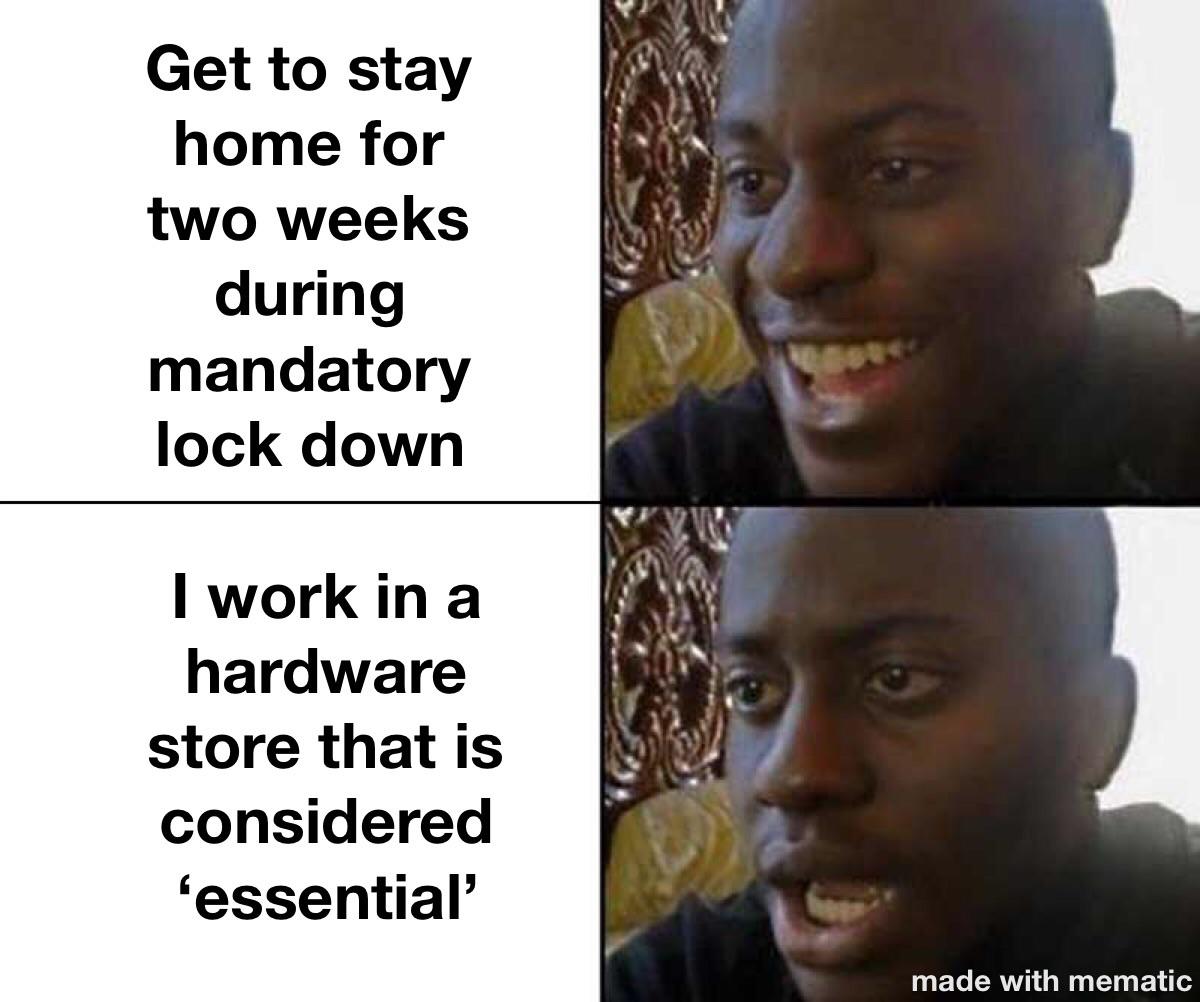 Get to stay
home for
two weeks
during
mandatory
lock down
I work in a
hardware
store that is
considered
‘essential’
made with mematic